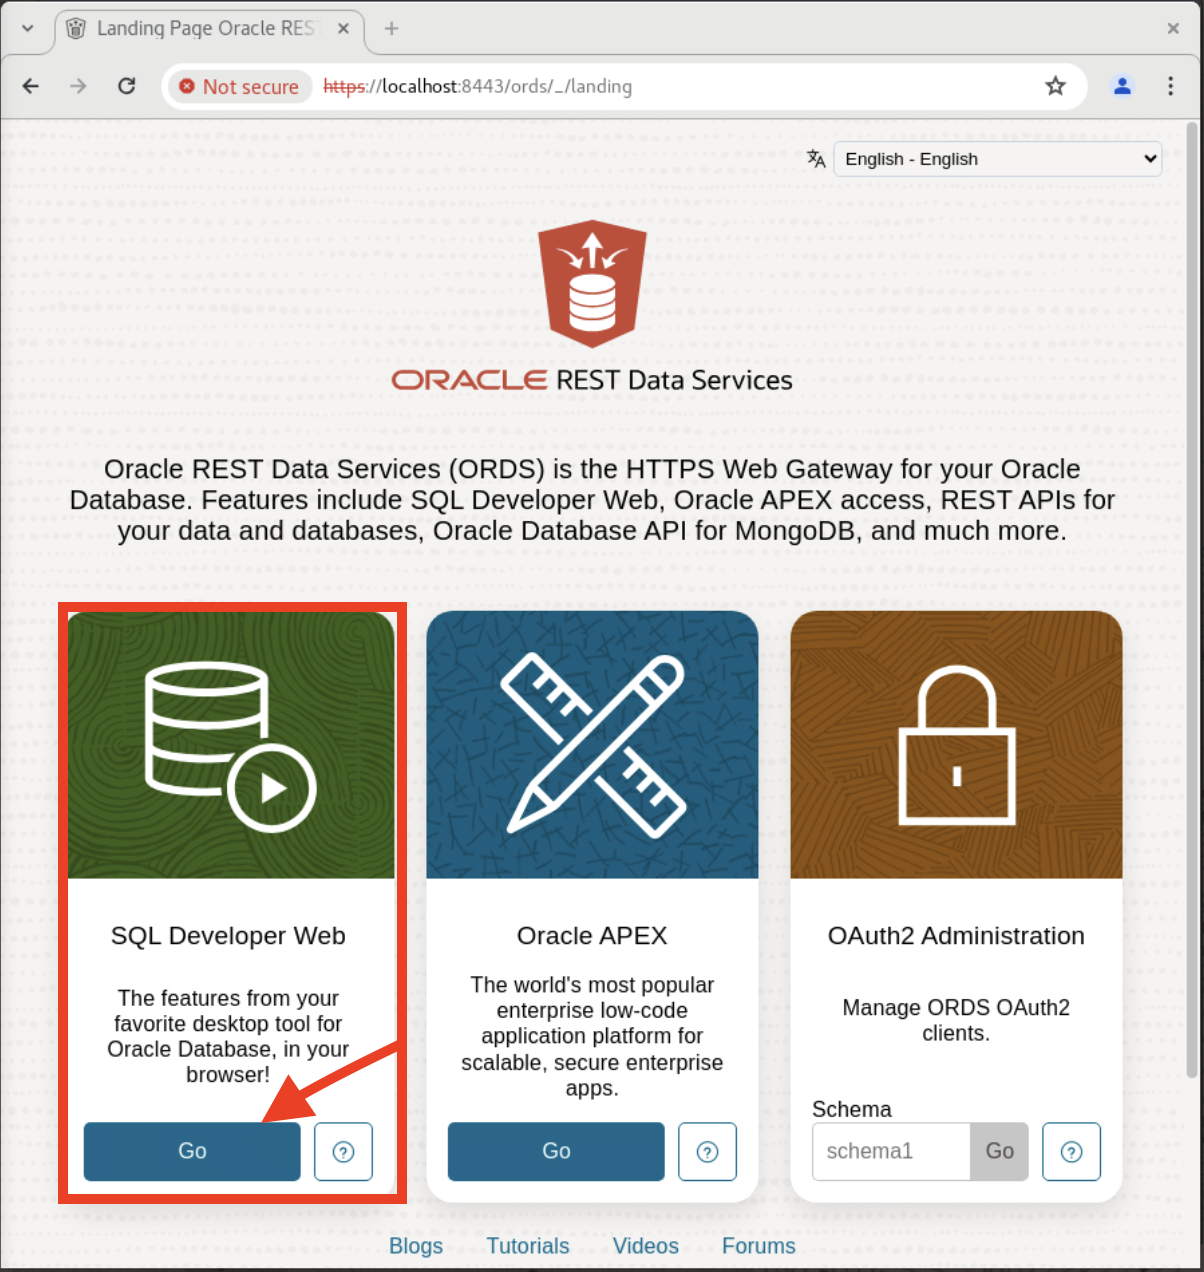 Landing Page Oracle REST
Not secure https://localhost:8443/ords/_/landing
English - English
ORACLE REST Data Services
Oracle REST Data Services (ORDS) is the HTTPS Web Gateway for your Oracle
Database. Features include SQL Developer Web, Oracle APEX access, REST APIs for
your data and databases, Oracle Database API for MongoDB, and much more.
SQL Developer Web
The features from your
favorite desktop tool for
Oracle Database, in your
browser!
Go
Oracle APEX
The world's most popular
enterprise low-code
application platform for
scalable, secure enterprise
apps.
Go
OAuth2 Administration
Manage ORDS OAuth2
clients.
Schema
schema1 Go
Blogs Tutorials Videos Forums